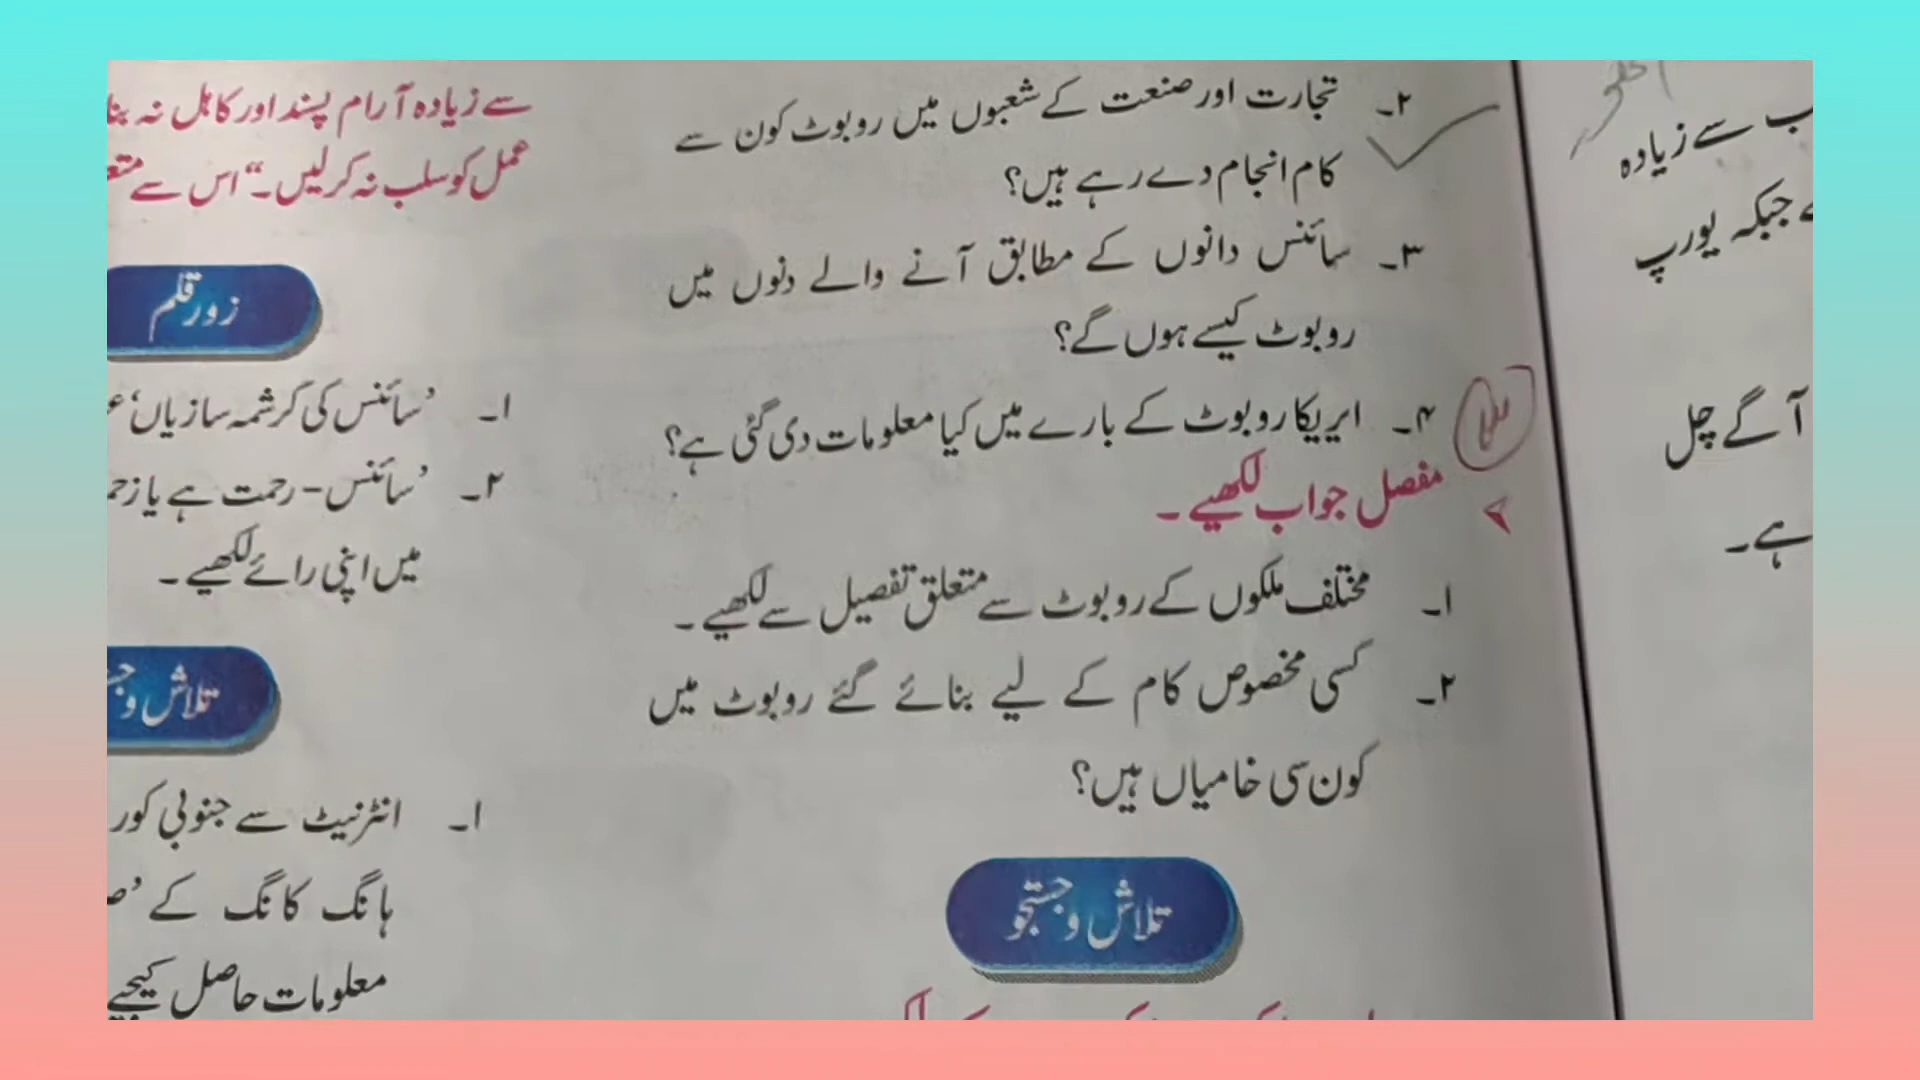 ۲۔ تجارت اور صنعت کے شعبوں میں روبوٹ کون سے
کام انجام دے رہے ہیں؟
۳۔ سائنس دانوں کے مطابق آنے والے دنوں میں
روبوٹ کیسے ہوں گے؟
۴۔ ایریکا روبوٹ کے بارے میں کیا معلومات دی گئی ہے؟
مفصل جواب لکھیے۔
۱۔ مختلف ملکوں کے روبوٹ سے متعلق تفصیل سے لکھیے۔
۲۔ کسی مخصوص کام کے لیے بنائے گئے روبوٹ میں
کون سی خامیاں ہیں؟
تلاش و جستجو
سے زیادہ آرام پسند اور کاہل نہ
عمل کو سلب نہ کرلیں۔“ اس سے
زورِ قلم
۱۔ ’سائنس کی کرشمہ سازیاں‘
۲۔ ’سائنس - رحمت ہے یا
میں اپنی رائے لکھیے۔
تلاش و
۱۔ انٹرنیٹ سے جنوبی
ہانگ کانگ کے
معلومات حاصل کیجیے
سے زیادہ
جبکہ یورپ
آگے چل
ہے۔